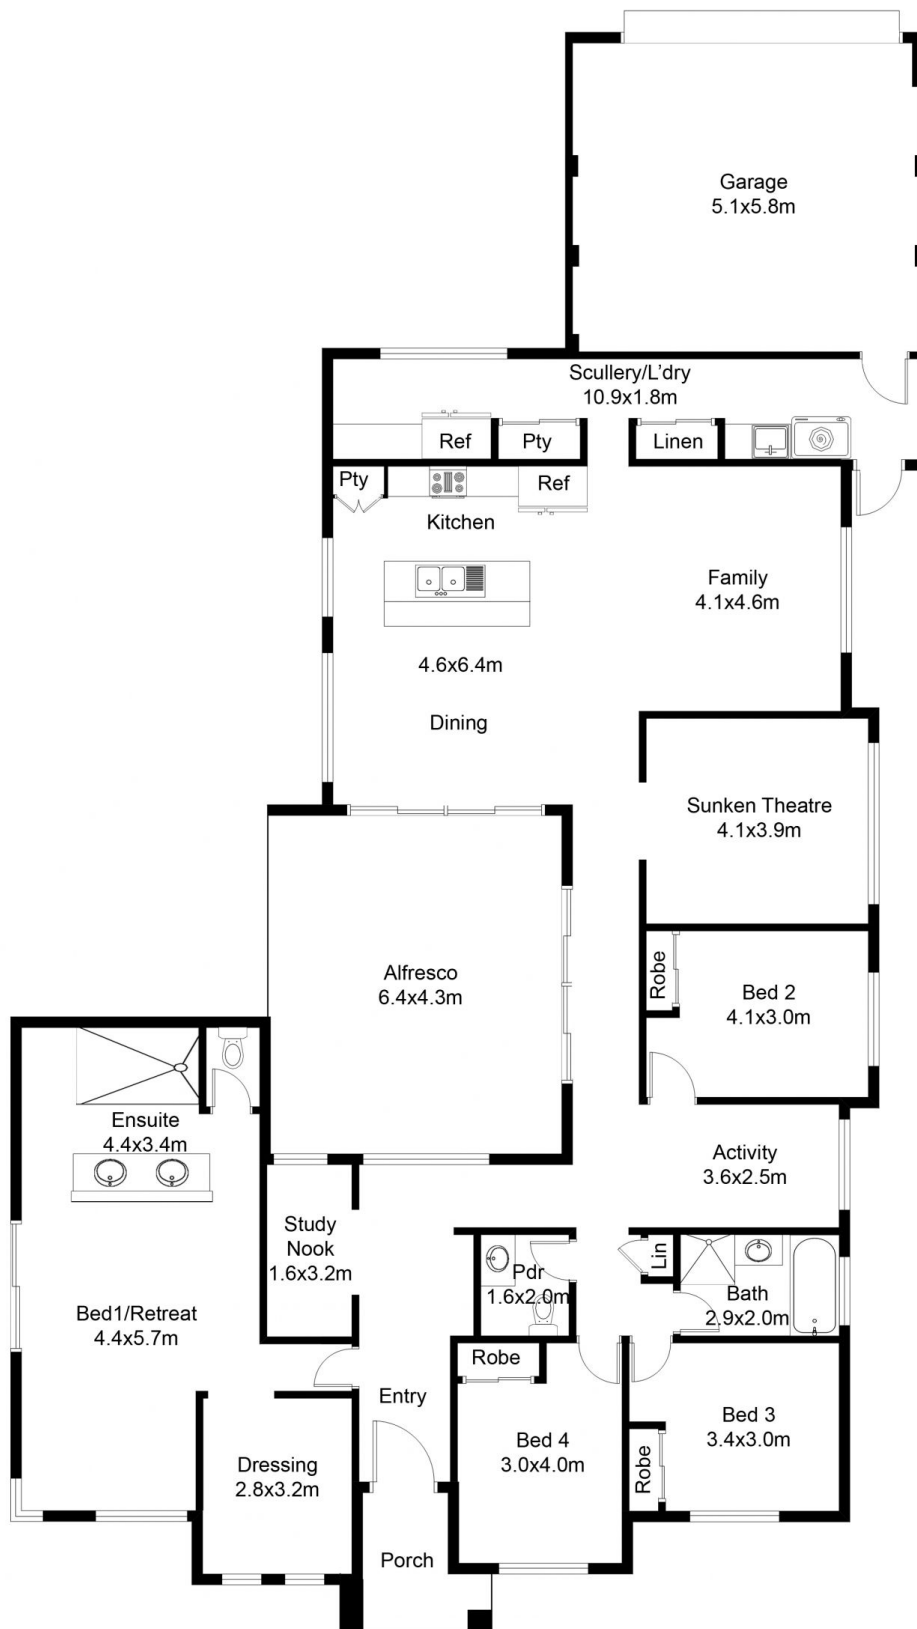 Garage
5.1x5.8m
Scullery/L'dry
10.9x1.8m
Ref
Pty
Linen
Pty
Ref
Kitchen
Family
4.1x4.6m
4.6x6.4m
Dining
Sunken Theatre
4.1x3.9m
Alfresco
6.4x4.3m
Robe
Bed 2
4.1x3.0m
Ensuite
4.4x3.4m
Activity
3.6x2.5m
Study
Nook
1.6x3.2m
Pdr
1.6x2.0m
Lin
Bath
2.9x2.0m
Bed1/Retreat
4.4x5.7m
Robe
Entry
Bed 4
3.0x4.0m
Bed 3
3.4x3.0m
Robe
Dressing
2.8x3.2m
Porch